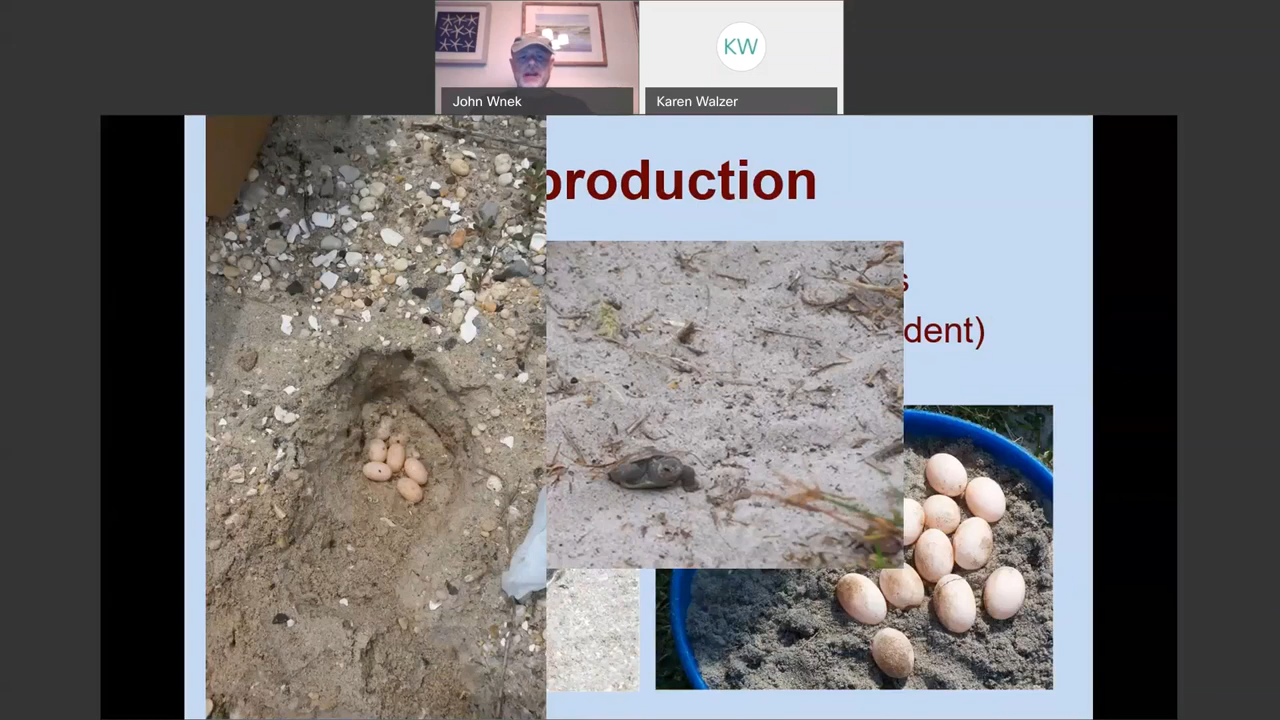 KW
John Wnek
Karen Walzer
production
s
dent)